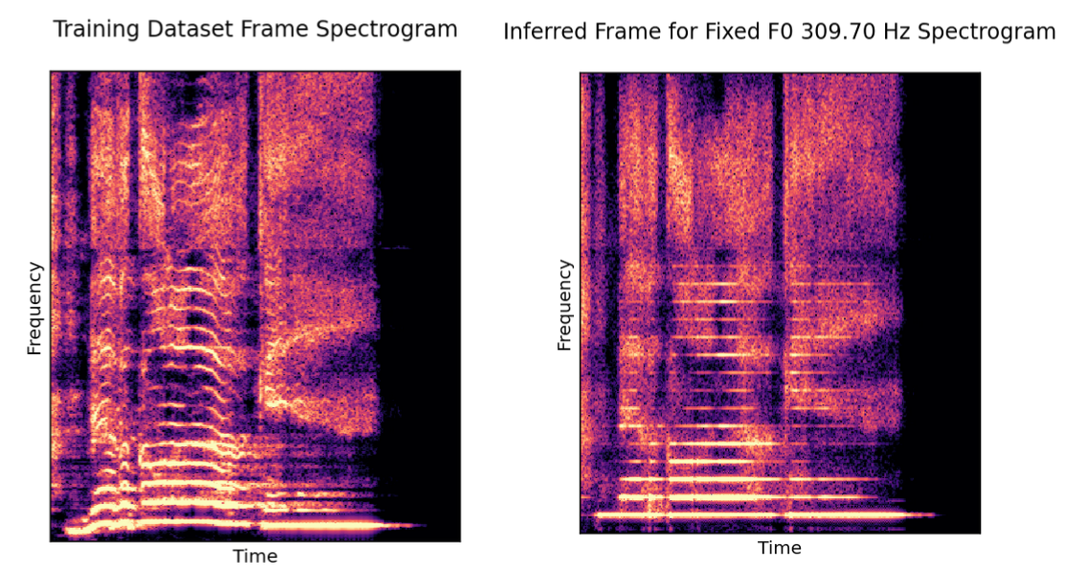 Training Dataset Frame Spectrogram
Inferred Frame for Fixed F0 309.70 Hz Spectrogram
Frequency
Time
Frequency
Time